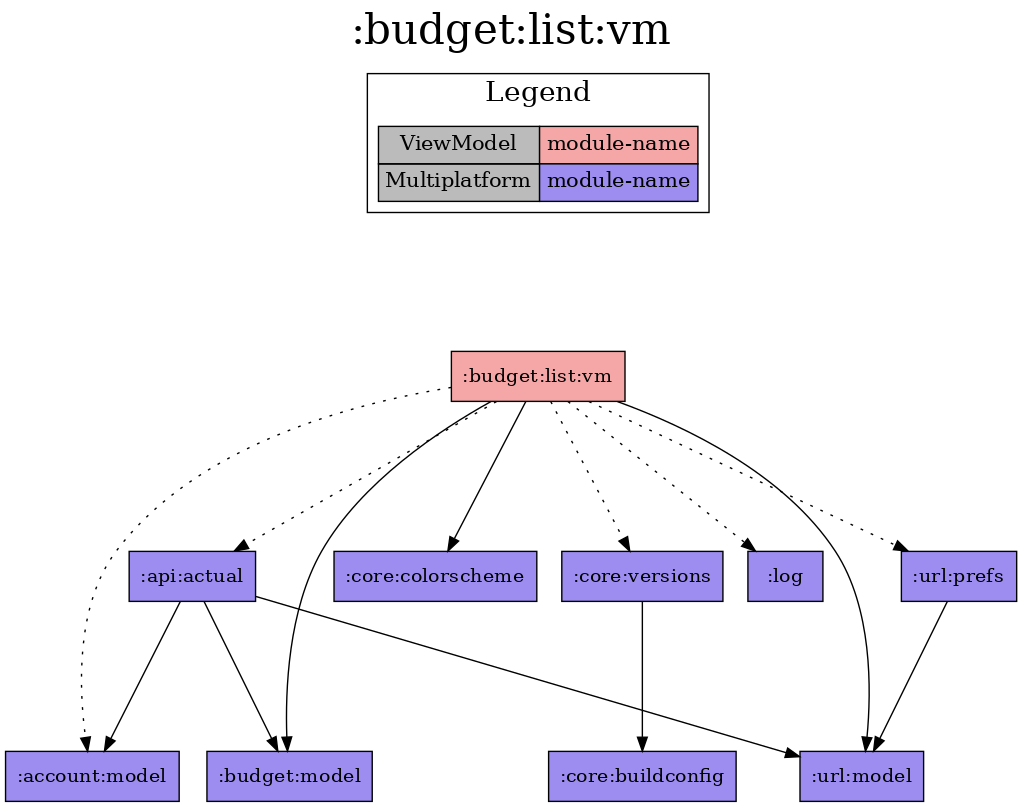 :budget:list:vm
Legend
ViewModel module-name
Multiplatform module-name
:budget:list:vm
:api:actual :core:colorscheme :core:versions :log :url:prefs
:account:model :budget:model :core:buildconfig :url:model